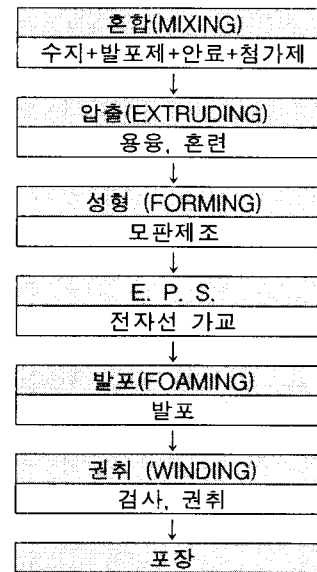 혼합(MIXING)
수지+발포제+안료+첨가제
↓
압출(EXTRUDING)
용융, 혼련
↓
성형 (FORMING)
모판제조
↓
E. P. S.
전자선 가교
↓
발포(FOAMING)
발포
↓
권취 (WINDING)
검사, 권취
↓
포장